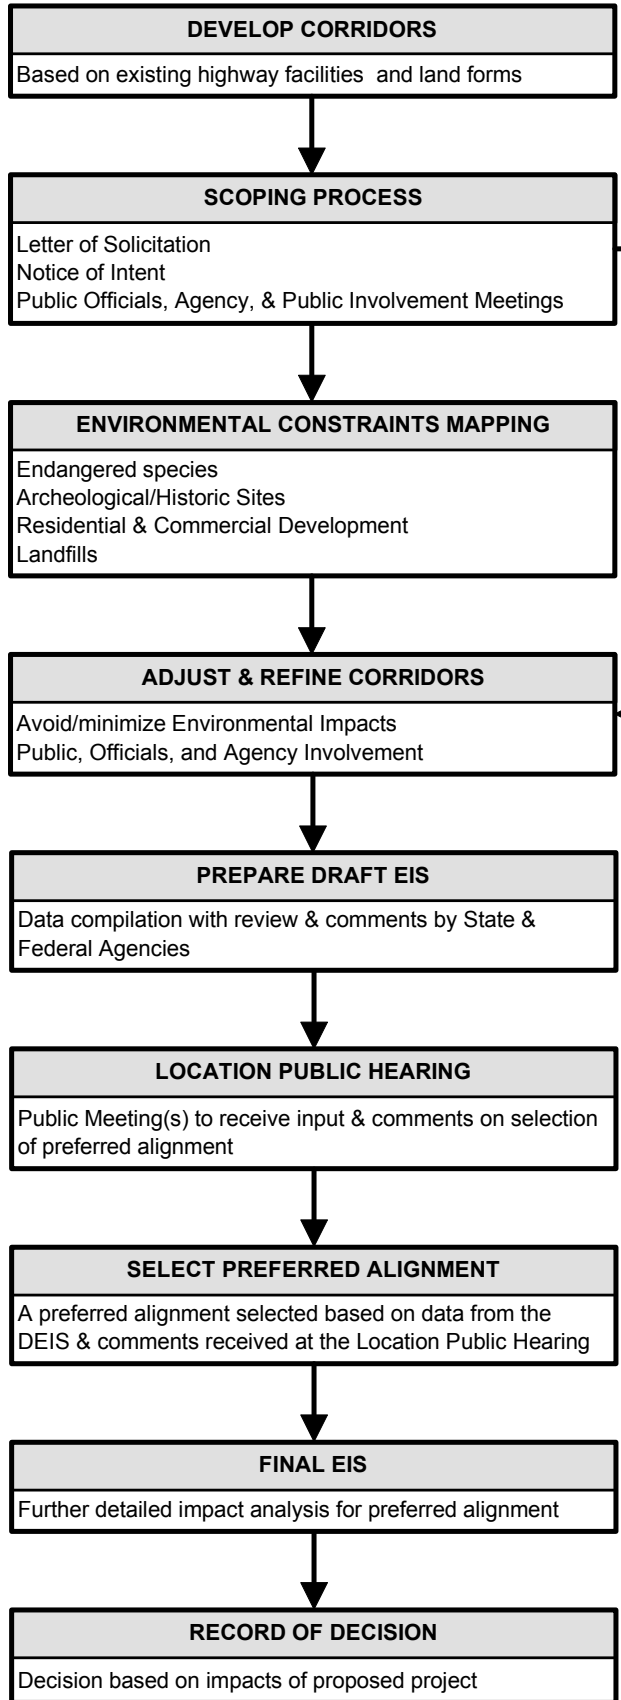 DEVELOP CORRIDORS
Based on existing highway facilities and land forms
SCOPING PROCESS
Letter of Solicitation
Notice of Intent
Public Officials, Agency, & Public Involvement Meetings
ENVIRONMENTAL CONSTRAINTS MAPPING
Endangered species
Archeological/Historic Sites
Residential & Commercial Development
Landfills
ADJUST & REFINE CORRIDORS
Avoid/minimize Environmental Impacts
Public, Officials, and Agency Involvement
PREPARE DRAFT EIS
Data compilation with review & comments by State &
Federal Agencies
LOCATION PUBLIC HEARING
Public Meeting(s) to receive input & comments on selection
of preferred alignment
SELECT PREFERRED ALIGNMENT
A preferred alignment selected based on data from the
DEIS & comments received at the Location Public Hearing
FINAL EIS
Further detailed impact analysis for preferred alignment
RECORD OF DECISION
Decision based on impacts of proposed project